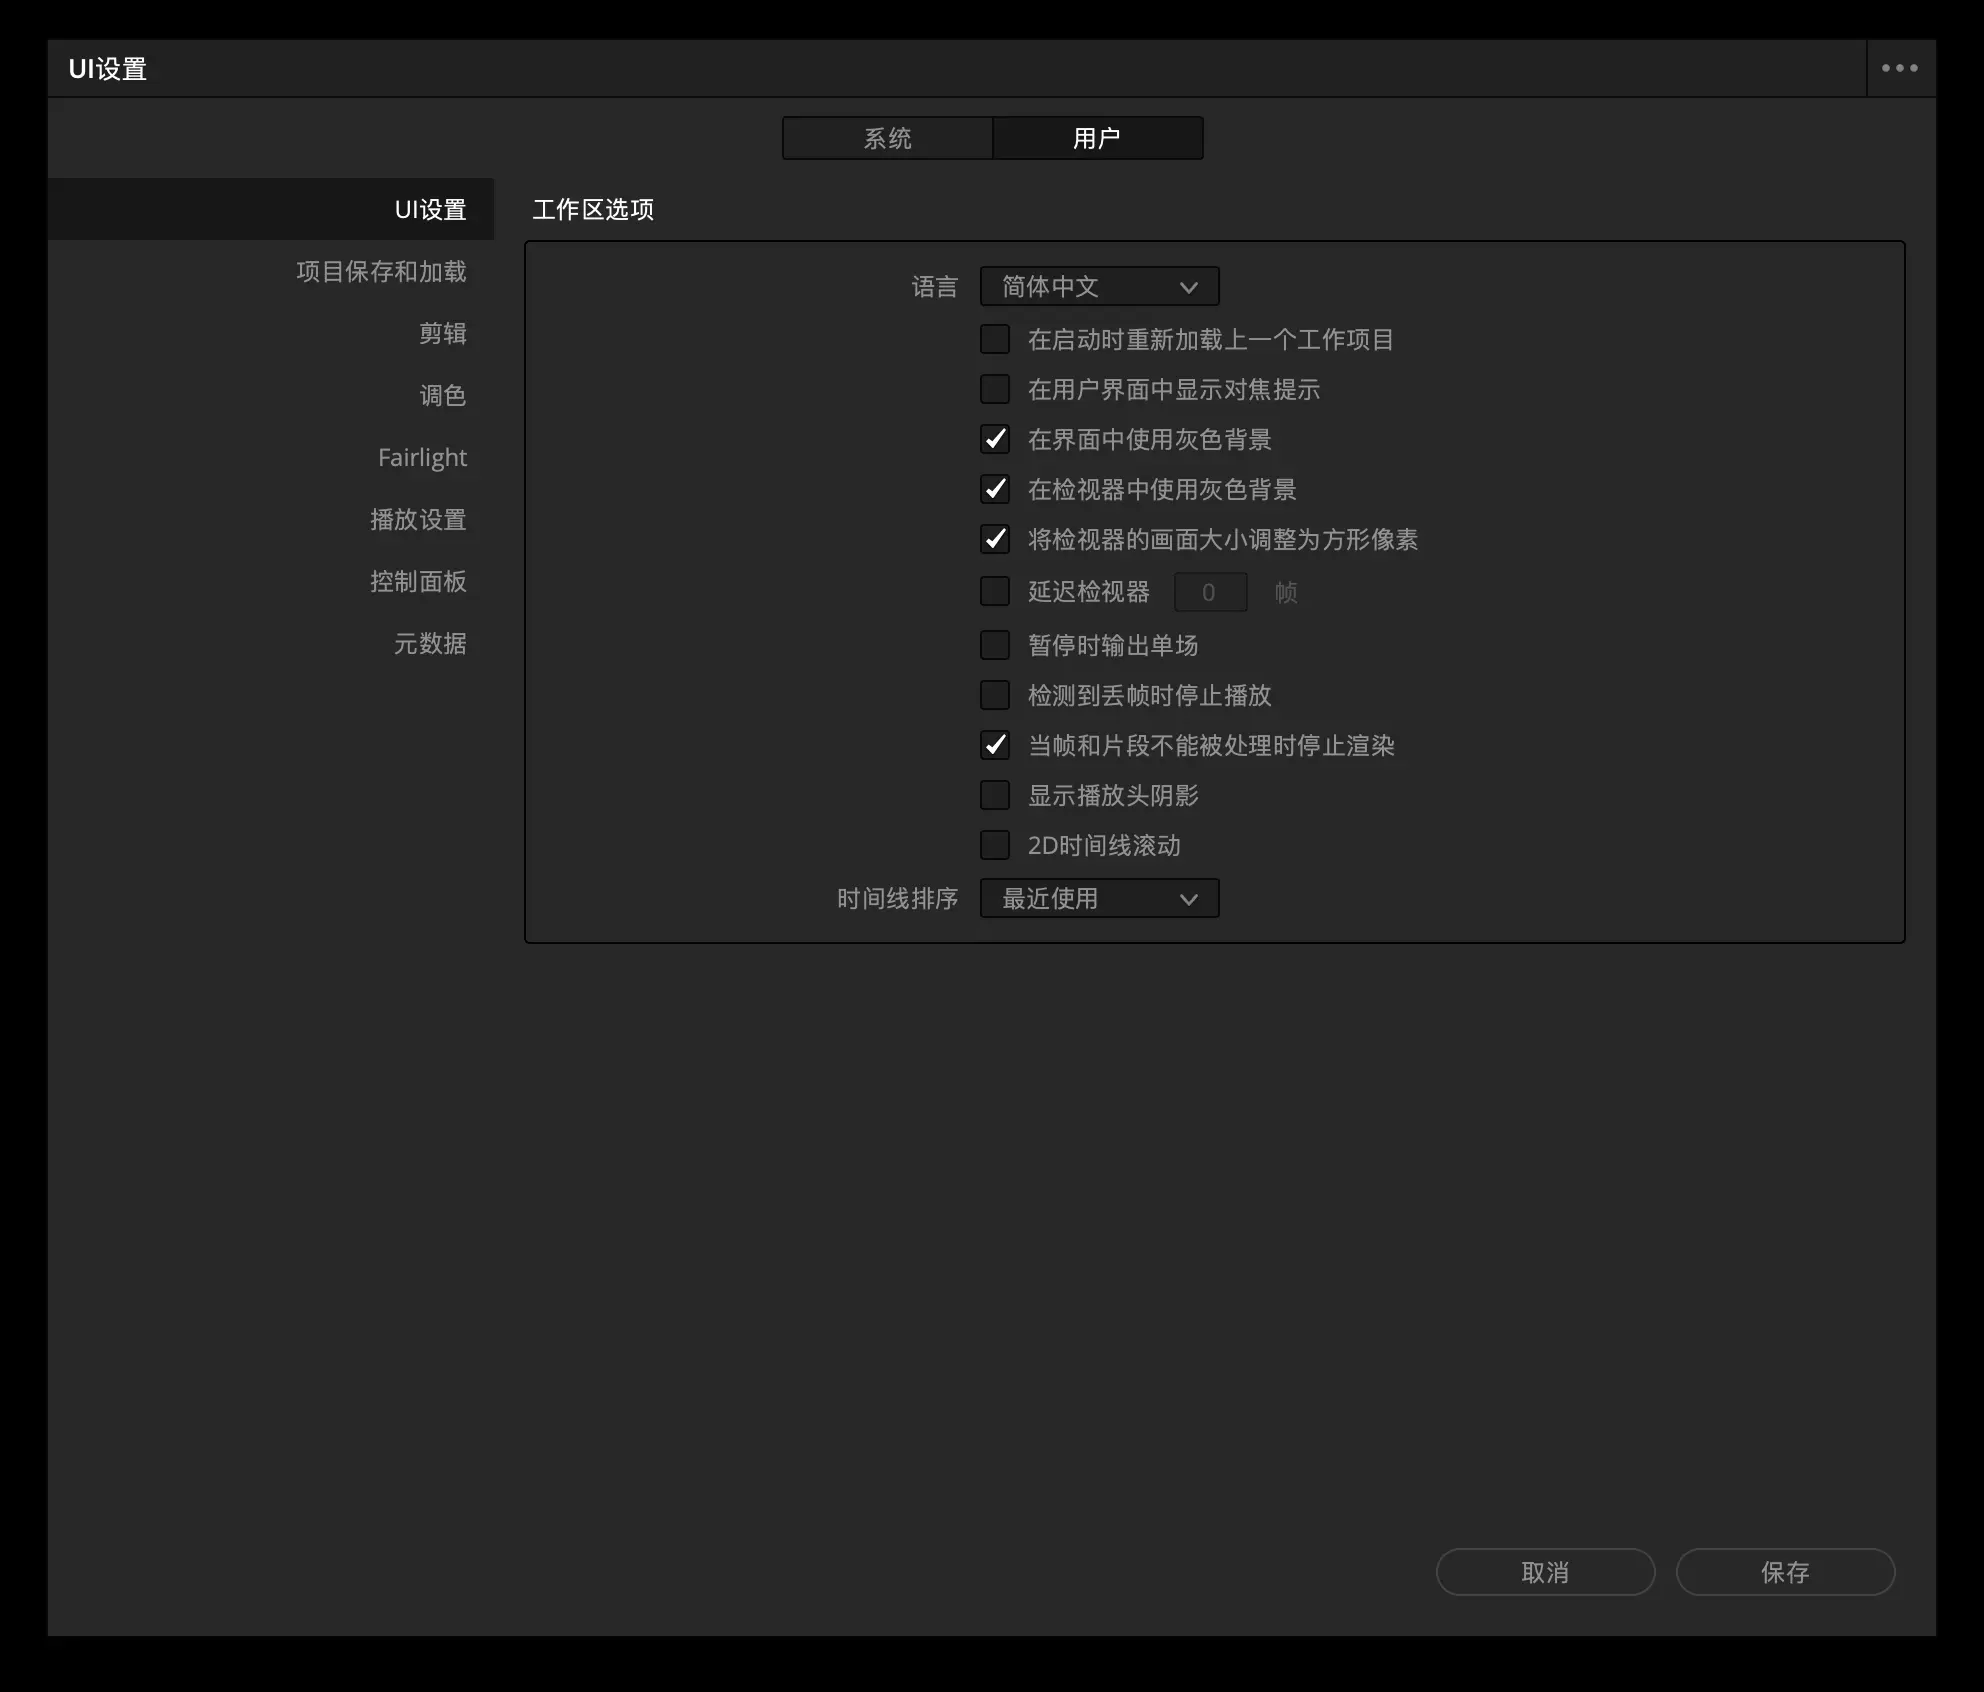 UI设置
系统 用户
UI设置
项目保存和加载
剪辑
调色
Fairlight
播放设置
控制面板
元数据
工作区选项
语言 简体中文
在启动时重新加载上一个工作项目
在用户界面中显示对焦提示
在界面中使用灰色背景
在检视器中使用灰色背景
将检视器的画面大小调整为方形像素
延迟检视器 0 帧
暂停时输出单场
检测到丢帧时停止播放
当帧和片段不能被处理时停止渲染
显示播放头阴影
2D时间线滚动
时间线排序 最近使用
取消 保存